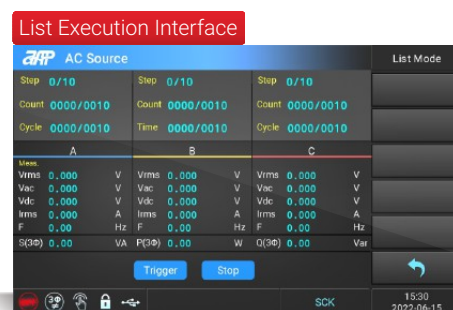 List Execution Interface
AAP AC Source List Mode
Step 0/10 Step 0/10 Step 0/10
Count 0000/0010 Count 0000/0010 Count 0000/0010
Cycle 0000/0010 Time 0000/0010 Cycle 0000/0010
A B C
Meas.
Vrms 0.000 V Vrms 0.000 V Vrms 0.000 V
Vac 0.000 V Vac 0.000 V Vac 0.000 V
Vdc 0.000 V Vdc 0.000 V Vdc 0.000 V
Irms 0.000 A Irms 0.000 A Irms 0.000 A
F 0.00 Hz F 0.00 Hz F 0.00 Hz
S(3Φ) 0.00 VA P(3Φ) 0.00 W Q(3Φ) 0.00 Var
Trigger Stop
3Φ SCK 15:30
2022-06-15